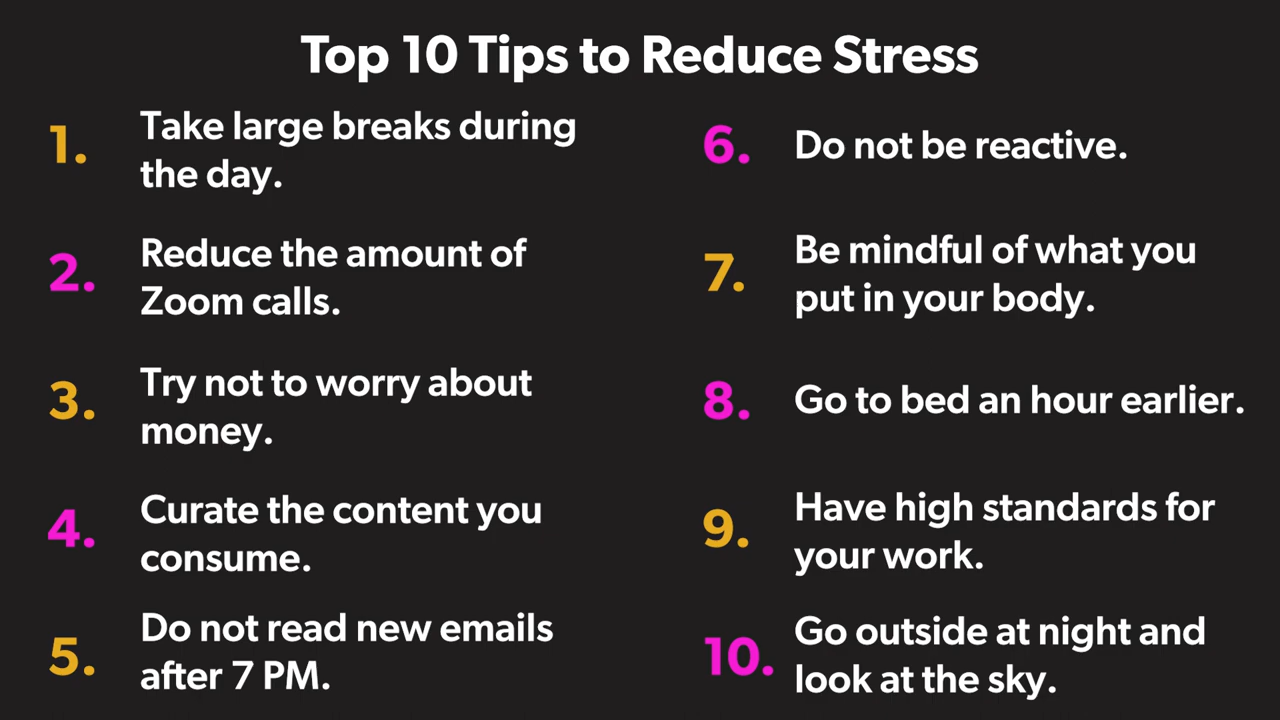 Top 10 Tips to Reduce Stress
1. Take large breaks during
the day.
2. Reduce the amount of
Zoom calls.
3. Try not to worry about
money.
4. Curate the content you
consume.
5. Do not read new emails
after 7 PM.
6. Do not be reactive.
7. Be mindful of what you
put in your body.
8. Go to bed an hour earlier.
9. Have high standards for
your work.
10. Go outside at night and
look at the sky.